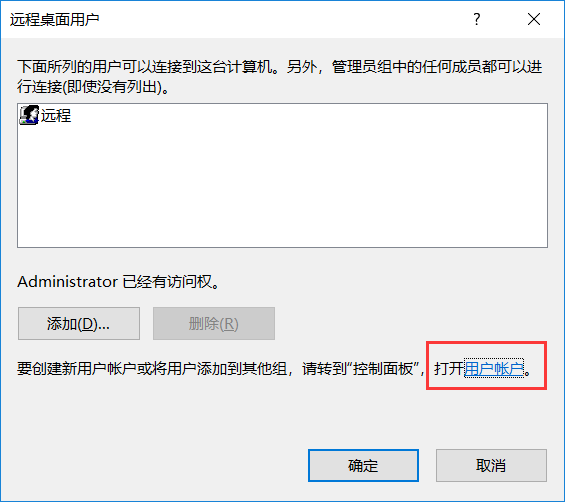 远程桌面用户
?
下面所列的用户可以连接到这台计算机。另外，管理员组中的任何成员都可以进
行连接(即使没有列出)。
远程
Administrator 已经有访问权。
添加(D)... 删除(R)
要创建新用户帐户或将用户添加到其他组，请转到“控制面板”，打开用户帐户。
确定 取消